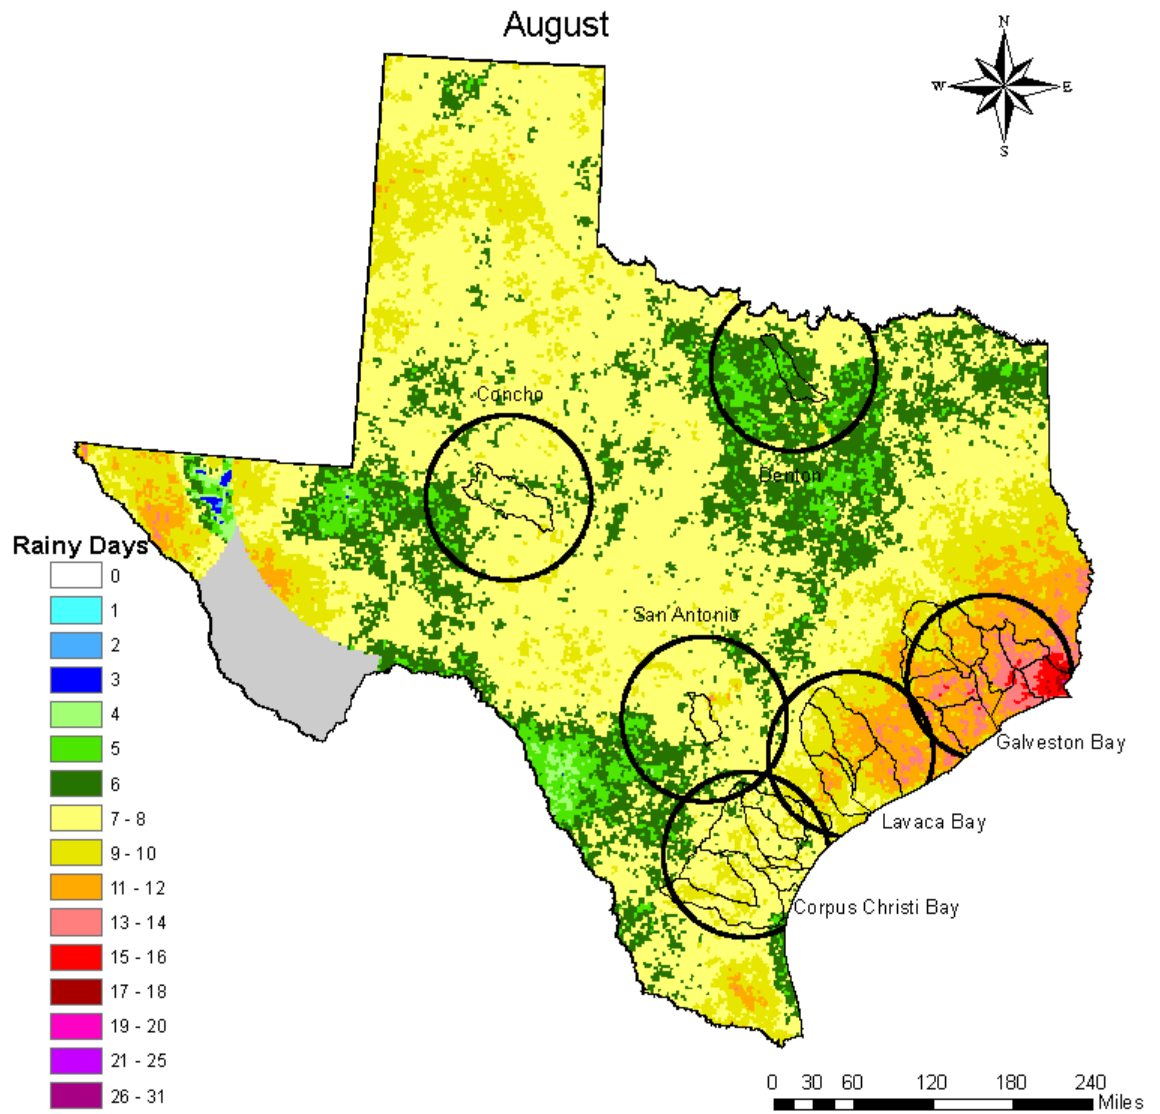 August
N
W E
S
Concho
Denton
Rainy Days
0
1
2
3
4
5
6
7 - 8
9 - 10
11 - 12
13 - 14
15 - 16
17 - 18
19 - 20
21 - 25
26 - 31
San Antonio
Galveston Bay
Lavaca Bay
Corpus Christi Bay
0 30 60 120 180 240
Miles